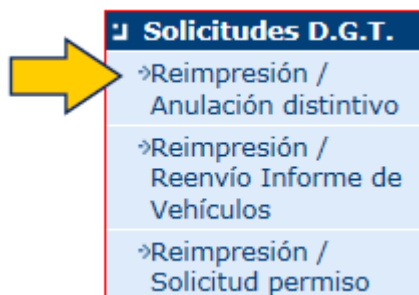 Solicitudes D.G.T.
Reimpresión /
Anulación distintivo
Reimpresión /
Reenvío Informe de
Vehículos
Reimpresión /
Solicitud permiso